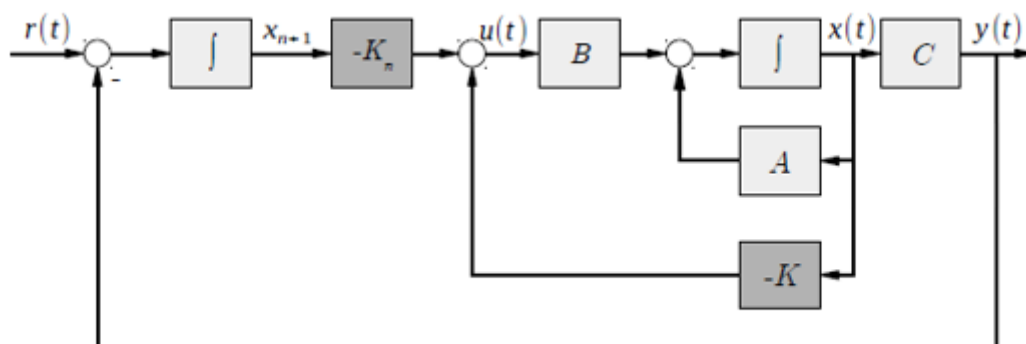 r(t) ∫ x_{n+1} -K_n u(t) B ∫ x(t) C y(t)
-
A
-K